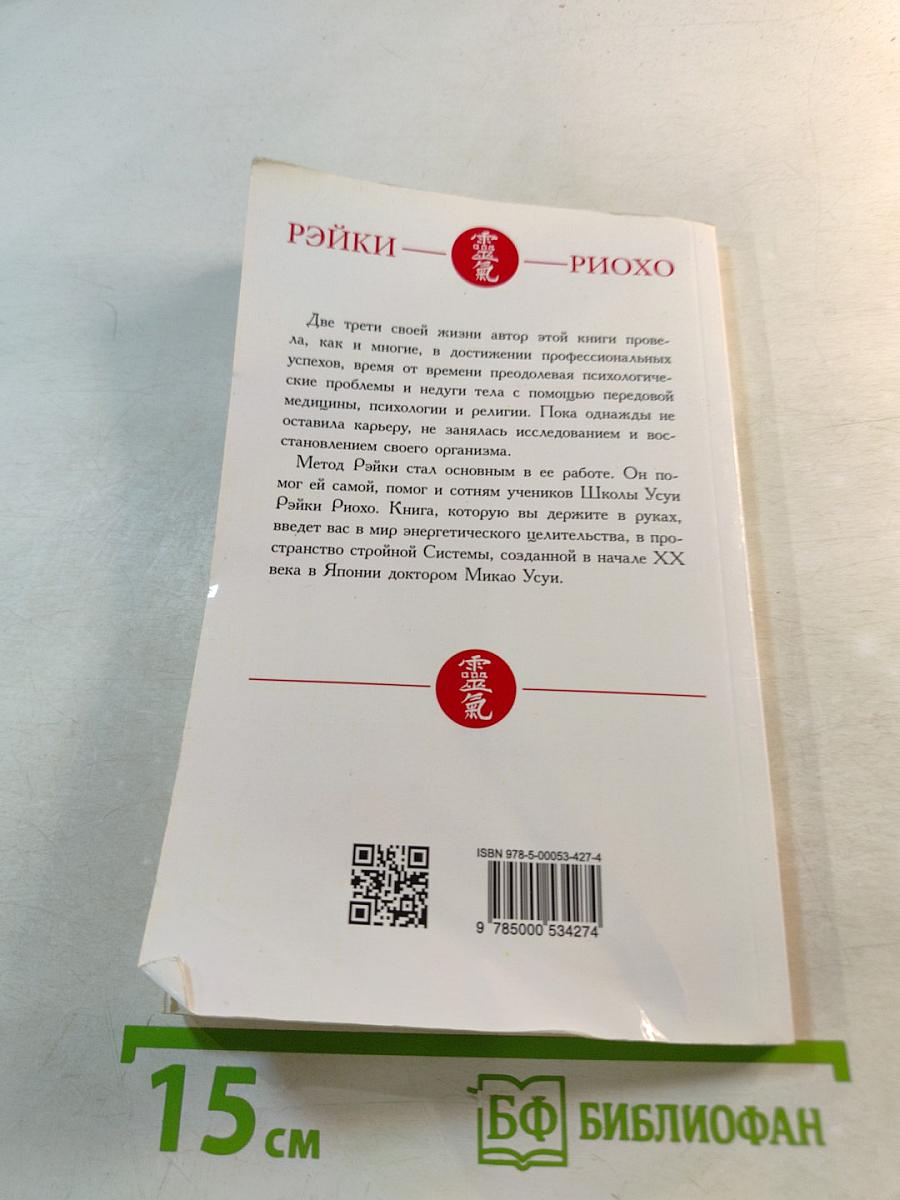 РЭЙКИ — 靈氣 — РИОХО
Две трети своей жизни автор этой книги прове-
ла, как и многие, в достижении профессиональных
успехов, время от времени преодолевая психологиче-
ские проблемы и недуги тела с помощью передовой
медицины, психологии и религии. Пока однажды не
оставила карьеру, не занялась исследованием и вос-
становлением своего организма.
Метод Рэйки стал основным в ее работе. Он по-
мог ей самой, помог и сотням учеников Школы Усуи
Рэйки Риохо. Книга, которую вы держите в руках,
введет вас в мир энергетического целительства, в про-
странство стройной Системы, созданной в начале XX
века в Японии доктором Микао Усуи.
靈氣
ISBN 978-5-00053-427-4
9 785000 534274
15 см
БФ БИБЛИОФАН